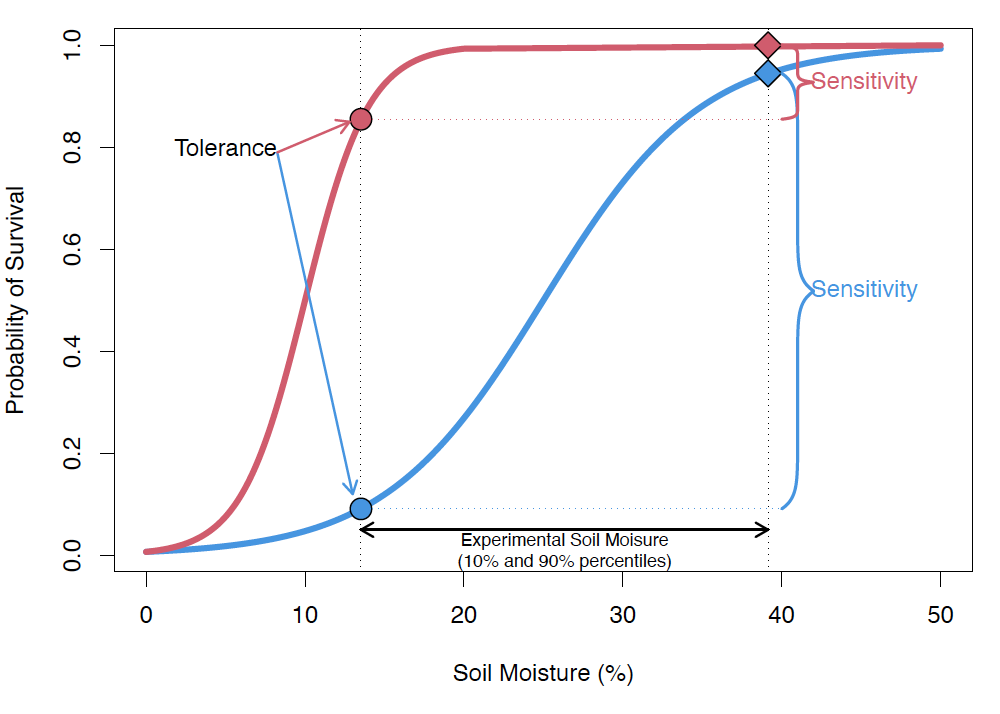 1.0
0.8
0.6
0.4
0.2
0.0
Probability of Survival
Tolerance
Sensitivity
Sensitivity
Experimental Soil Moisure
(10% and 90% percentiles)
0 10 20 30 40 50
Soil Moisture (%)